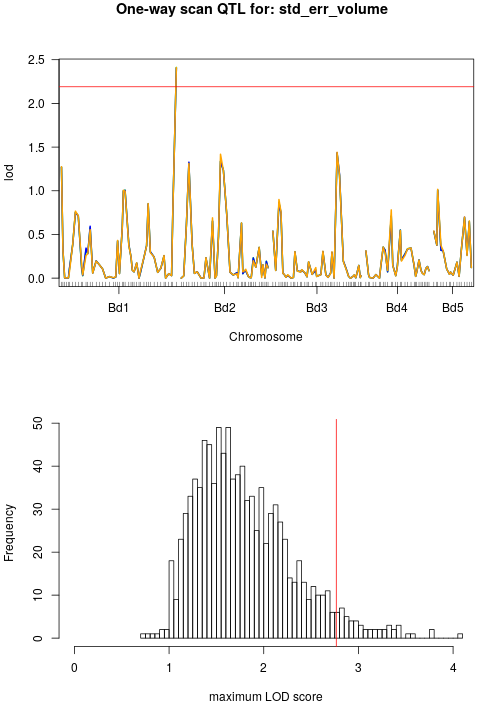 One-way scan QTL for: std_err_volume
2.5
2.0
1.5
1.0
0.5
0.0
lod
Bd1 Bd2 Bd3 Bd4 Bd5
Chromosome
50
40
30
20
10
0
Frequency
0 1 2 3 4
maximum LOD score